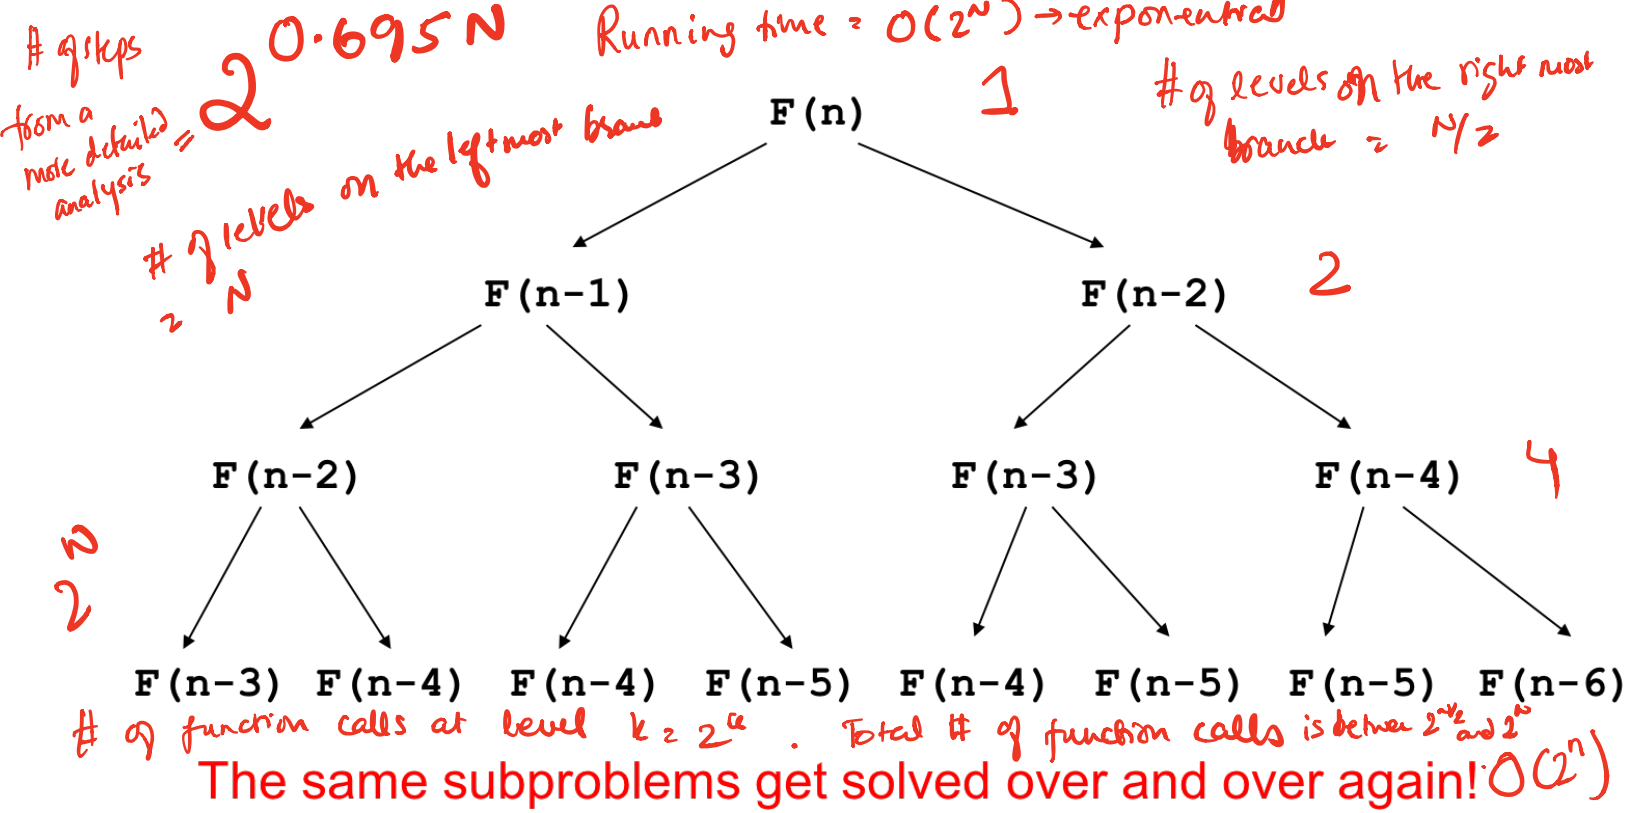 # of steps
from a
more detailed
analysis
= 2^0.695N
Running time = O(2^N) → exponential
# of levels on the leftmost
= N
# of levels on the right most
branch = N/2
F(n) 1
F(n-1) F(n-2) 2
F(n-2) F(n-3) F(n-3) F(n-4) 4
2^N
F(n-3) F(n-4) F(n-4) F(n-5) F(n-4) F(n-5) F(n-5) F(n-6)
# of function calls at level k = 2^k . Total # of function calls is between 2^N/2 and 2^N
The same subproblems get solved over and over again! O(2^n)